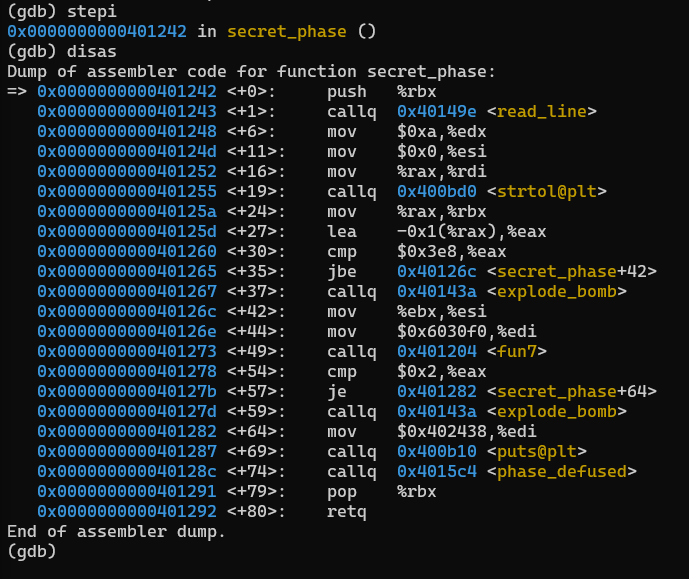 (gdb) stepi
0x0000000000401242 in secret_phase ()
(gdb) disas
Dump of assembler code for function secret_phase:
=> 0x0000000000401242 <+0>:     push   %rbx
   0x0000000000401243 <+1>:     callq  0x40149e <read_line>
   0x0000000000401248 <+6>:     mov    $0xa,%edx
   0x000000000040124d <+11>:    mov    $0x0,%esi
   0x0000000000401252 <+16>:    mov    %rax,%rdi
   0x0000000000401255 <+19>:    callq  0x400bd0 <strtol@plt>
   0x000000000040125a <+24>:    mov    %rax,%rbx
   0x000000000040125d <+27>:    lea    -0x1(%rax),%eax
   0x0000000000401260 <+30>:    cmp    $0x3e8,%eax
   0x0000000000401265 <+35>:    jbe    0x40126c <secret_phase+42>
   0x0000000000401267 <+37>:    callq  0x40143a <explode_bomb>
   0x000000000040126c <+42>:    mov    %ebx,%esi
   0x000000000040126e <+44>:    mov    $0x6030f0,%edi
   0x0000000000401273 <+49>:    callq  0x401204 <fun7>
   0x0000000000401278 <+54>:    cmp    $0x2,%eax
   0x000000000040127b <+57>:    je     0x401282 <secret_phase+64>
   0x000000000040127d <+59>:    callq  0x40143a <explode_bomb>
   0x0000000000401282 <+64>:    mov    $0x402438,%edi
   0x0000000000401287 <+69>:    callq  0x400b10 <puts@plt>
   0x000000000040128c <+74>:    callq  0x4015c4 <phase_defused>
   0x0000000000401291 <+79>:    pop    %rbx
   0x0000000000401292 <+80>:    retq
End of assembler dump.
(gdb)